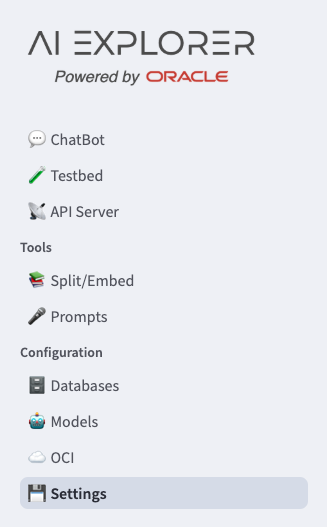 AI EXPLORER
Powered by ORACLE
ChatBot
Testbed
API Server
Tools
Split/Embed
Prompts
Configuration
Databases
Models
OCI
Settings